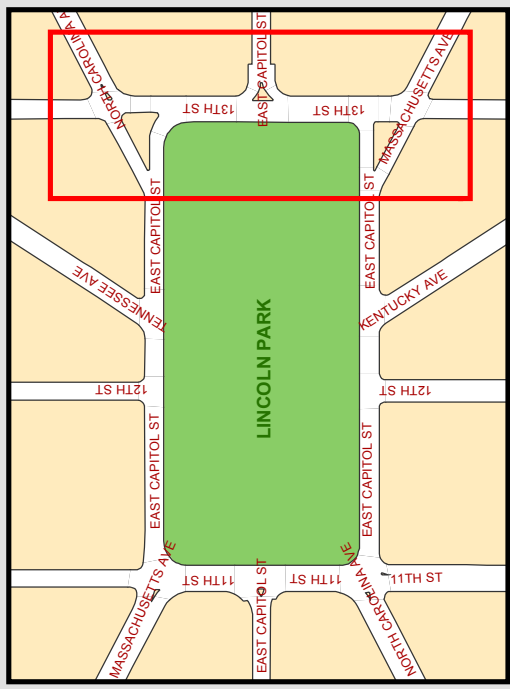 NORTH CAROLINA A
EAST CAPITOL ST
MASSACHUSETTS AVE
13TH ST
13TH ST
EAST CAPITOL ST
EAST CAPITOL ST
TENNESSEE AVE
KENTUCKY AVE
LINCOLN PARK
12TH ST
12TH ST
EAST CAPITOL ST
EAST CAPITOL ST
MASSACHUSETTS AVE
11TH ST
EAST CAPITOL ST
11TH ST
NORTH CAROLINA AVE
11TH ST